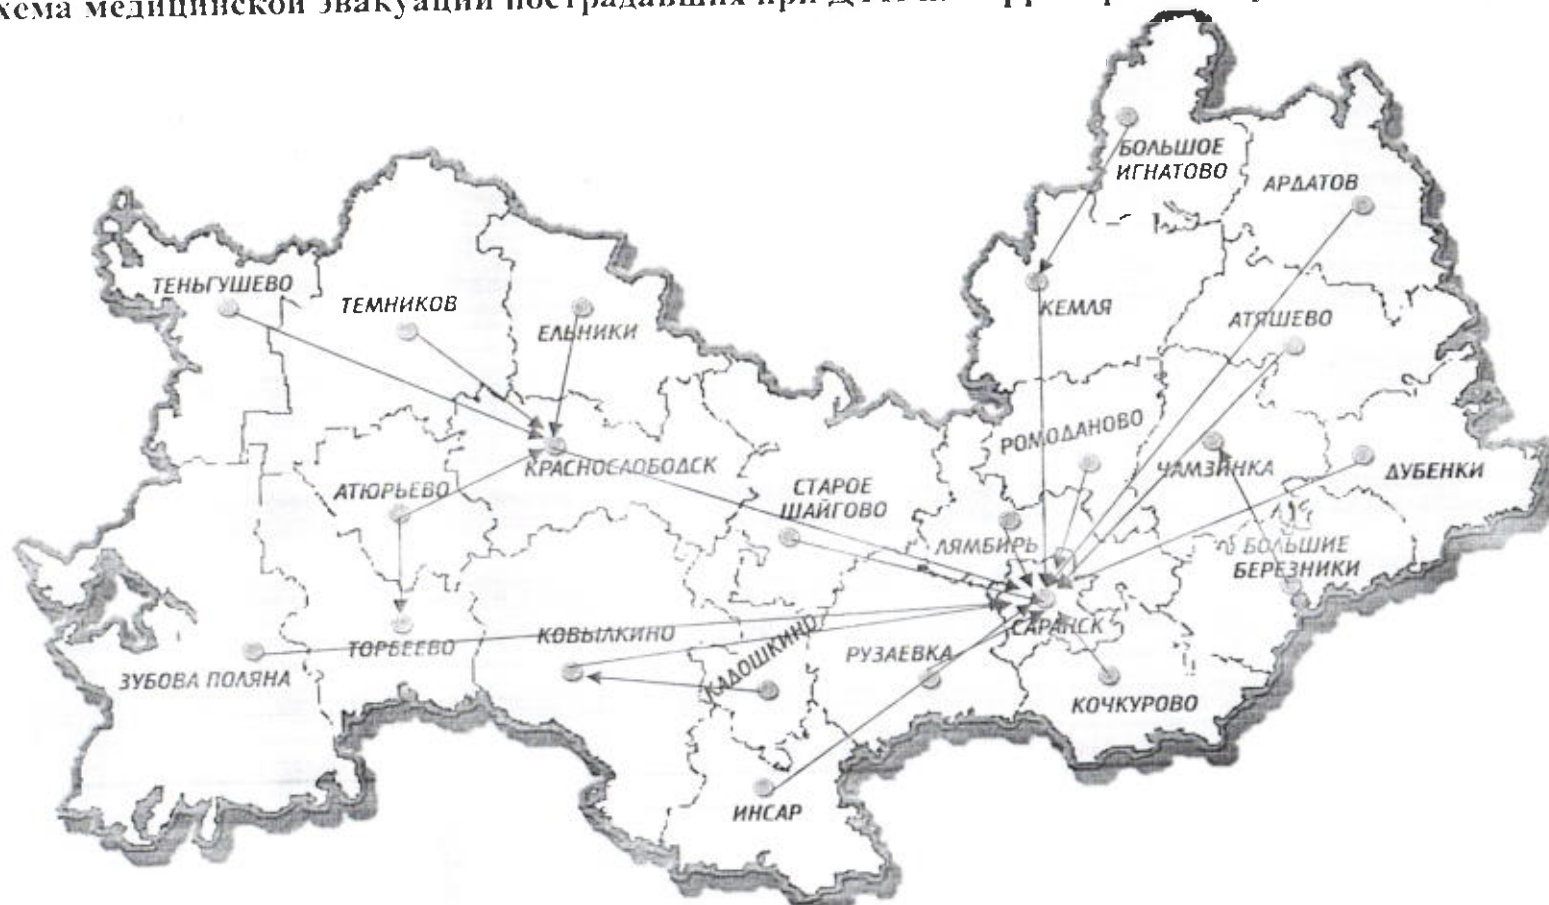 хема медицинской эвакуации пострадавших при
БОЛЬШОЕ
ИГНАТОВО
АРДАТОВ
ТЕНЬГУШЕВО
ТЕМНИКОВ
ЕЛЬНИКИ
КЕМЛЯ
АТЯШЕВО
РОМОДАНОВО
КРАСНОСЛОБОДСК
ЧАМЗИНКА
ДУБЕНКИ
АТЮРЬЕВО
СТАРОЕ
ШАЙГОВО
ЛЯМБИРЬ
БОЛЬШИЕ
БЕРЕЗНИКИ
САРАНСК
КОВЫЛКИНО
ТОРБЕЕВО
КАДОШКИНО
РУЗАЕВКА
ЗУБОВА ПОЛЯНА
КОЧКУРОВО
ИНСАР